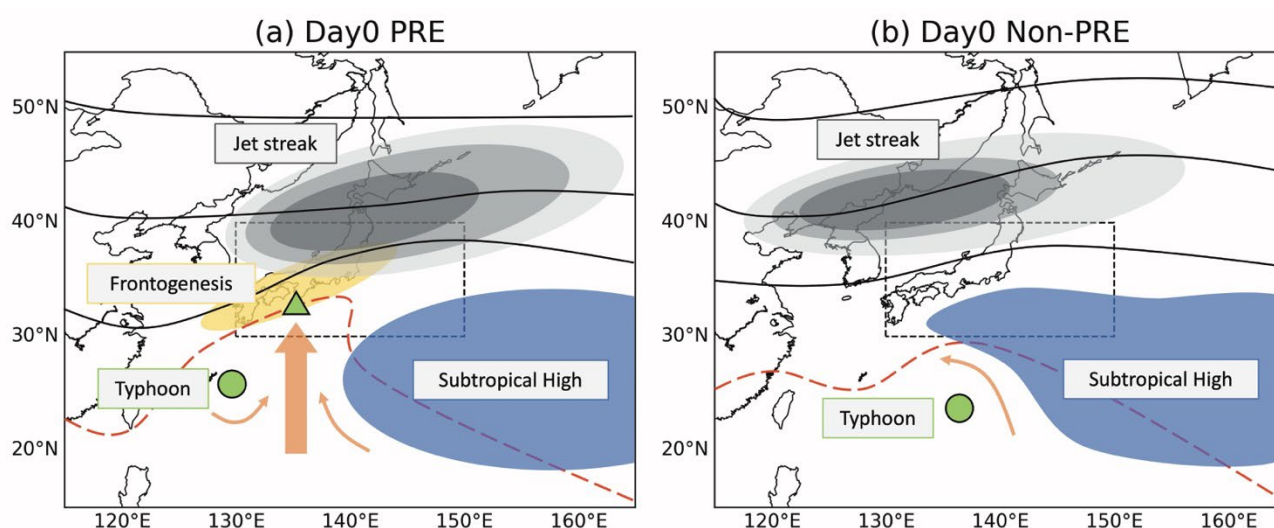 (a) Day0 PRE
(b) Day0 Non-PRE
50°N
40°N
30°N
20°N
Jet streak
Frontogenesis
Typhoon
Subtropical High
120°E
130°E
140°E
150°E
160°E
50°N
40°N
30°N
20°N
Jet streak
Subtropical High
Typhoon
120°E
130°E
140°E
150°E
160°E